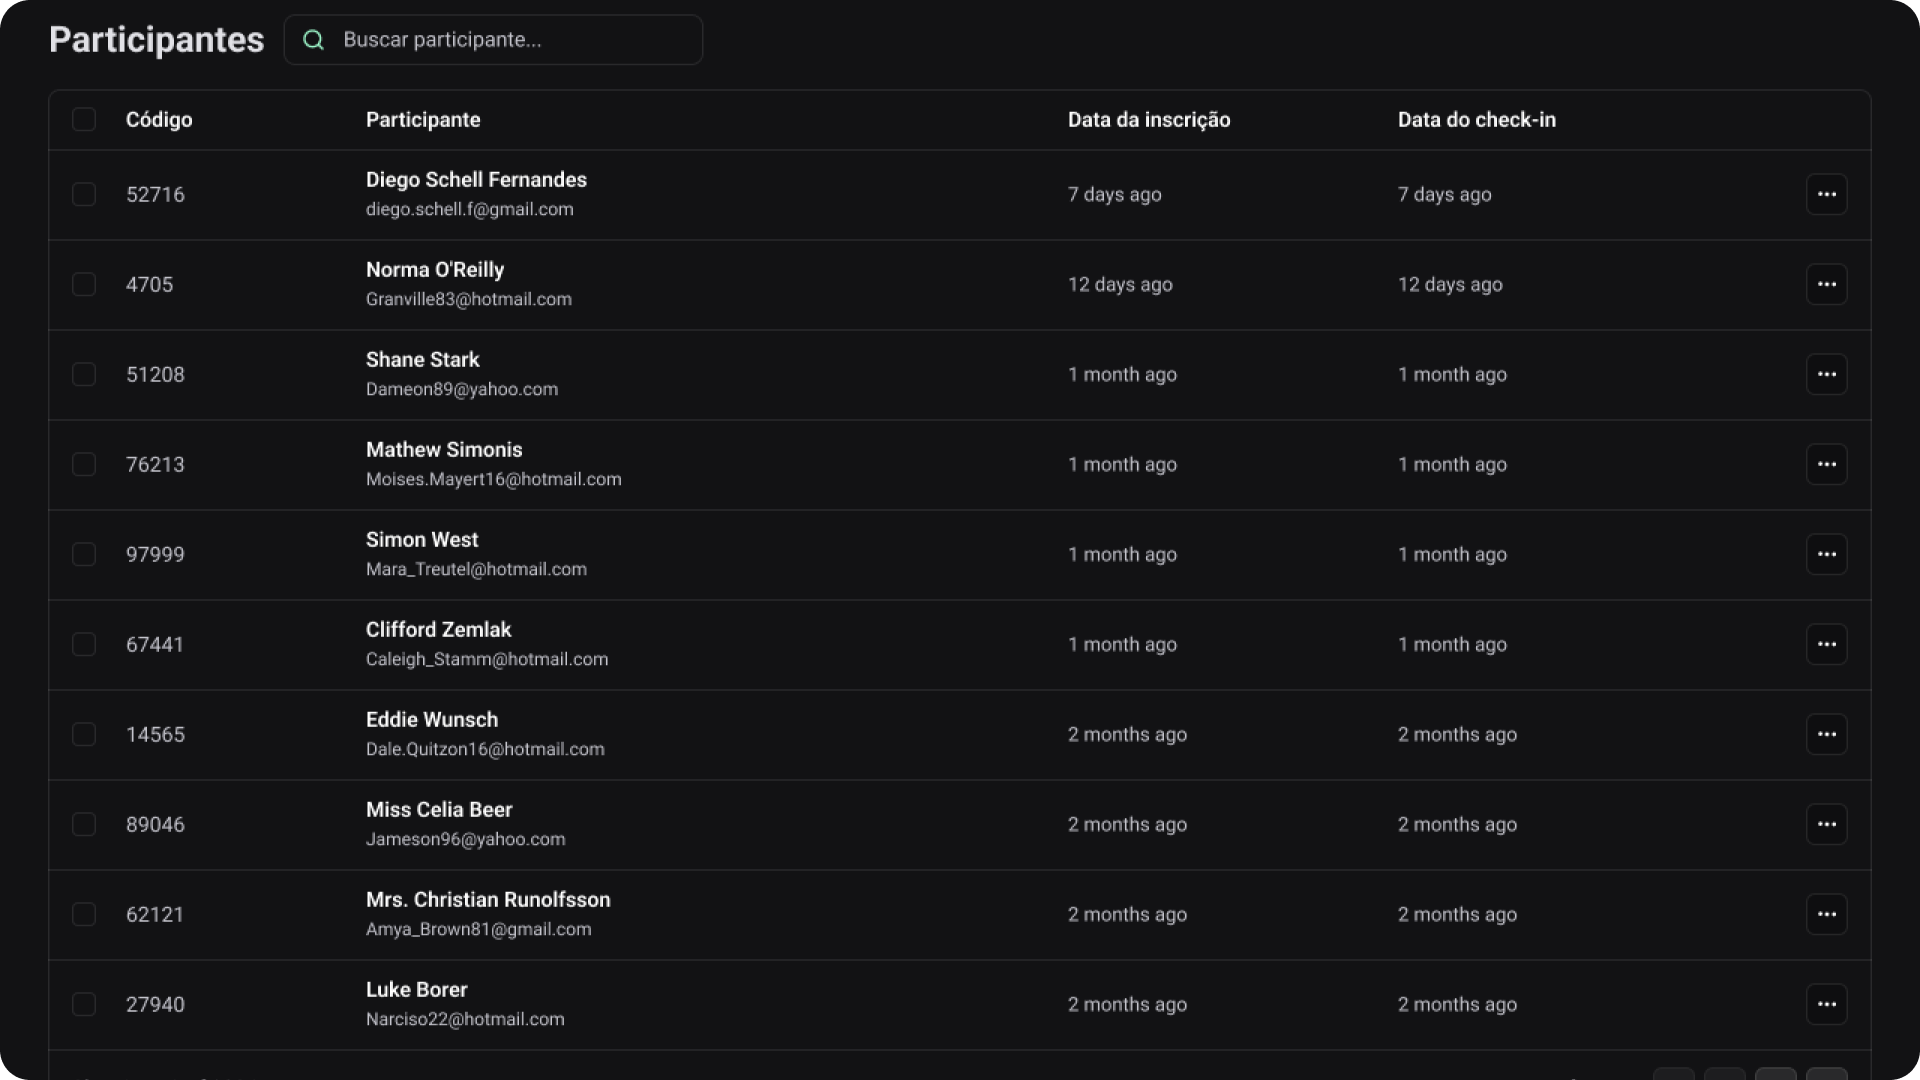 Participantes
Buscar participante...
Código Participante Data da inscrição Data do check-in
Diego Schell Fernandes
52716 7 days ago 7 days ago
diego.schell.f@gmail.com
Norma O'Reilly
4705 12 days ago 12 days ago
Granville83@hotmail.com
Shane Stark
51208 1 month ago 1 month ago
Dameon89@yahoo.com
Mathew Simonis
76213 1 month ago 1 month ago
Moises.Mayert16@hotmail.com
Simon West
97999 1 month ago 1 month ago
Mara_Treutel@hotmail.com
Clifford Zemlak
67441 1 month ago 1 month ago
Caleigh_Stamm@hotmail.com
Eddie Wunsch
14565 2 months ago 2 months ago
Dale.Quitzon16@hotmail.com
Miss Celia Beer
89046 2 months ago 2 months ago
Jameson96@yahoo.com
Mrs. Christian Runolfsson
62121 2 months ago 2 months ago
Amya_Brown81@gmail.com
Luke Borer
27940 2 months ago 2 months ago
Narciso22@hotmail.com